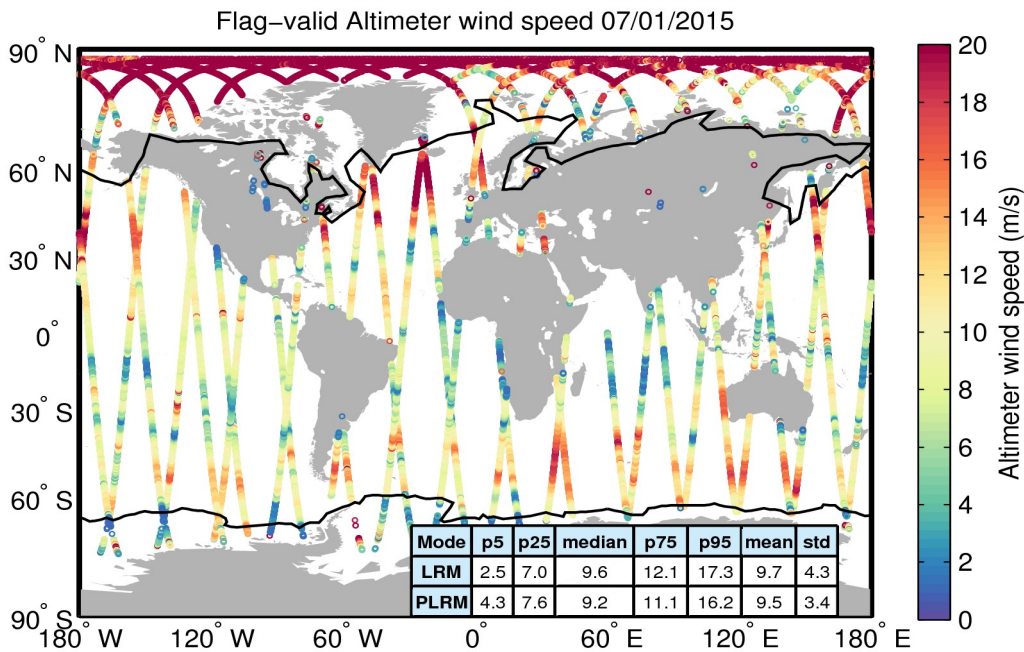 Flag−valid Altimeter wind speed 07/01/2015
90° N
60° N
30° N
0°
30° S
60° S
90° S
180° W
120° W
60° W
0°
60° E
120° E
180° E
Mode p5 p25 median p75 p95 mean std
LRM 2.5 7.0 9.6 12.1 17.3 9.7 4.3
PLRM 4.3 7.6 9.2 11.1 16.2 9.5 3.4
20
18
16
14
12
10
8
6
4
2
0
Altimeter wind speed (m/s)